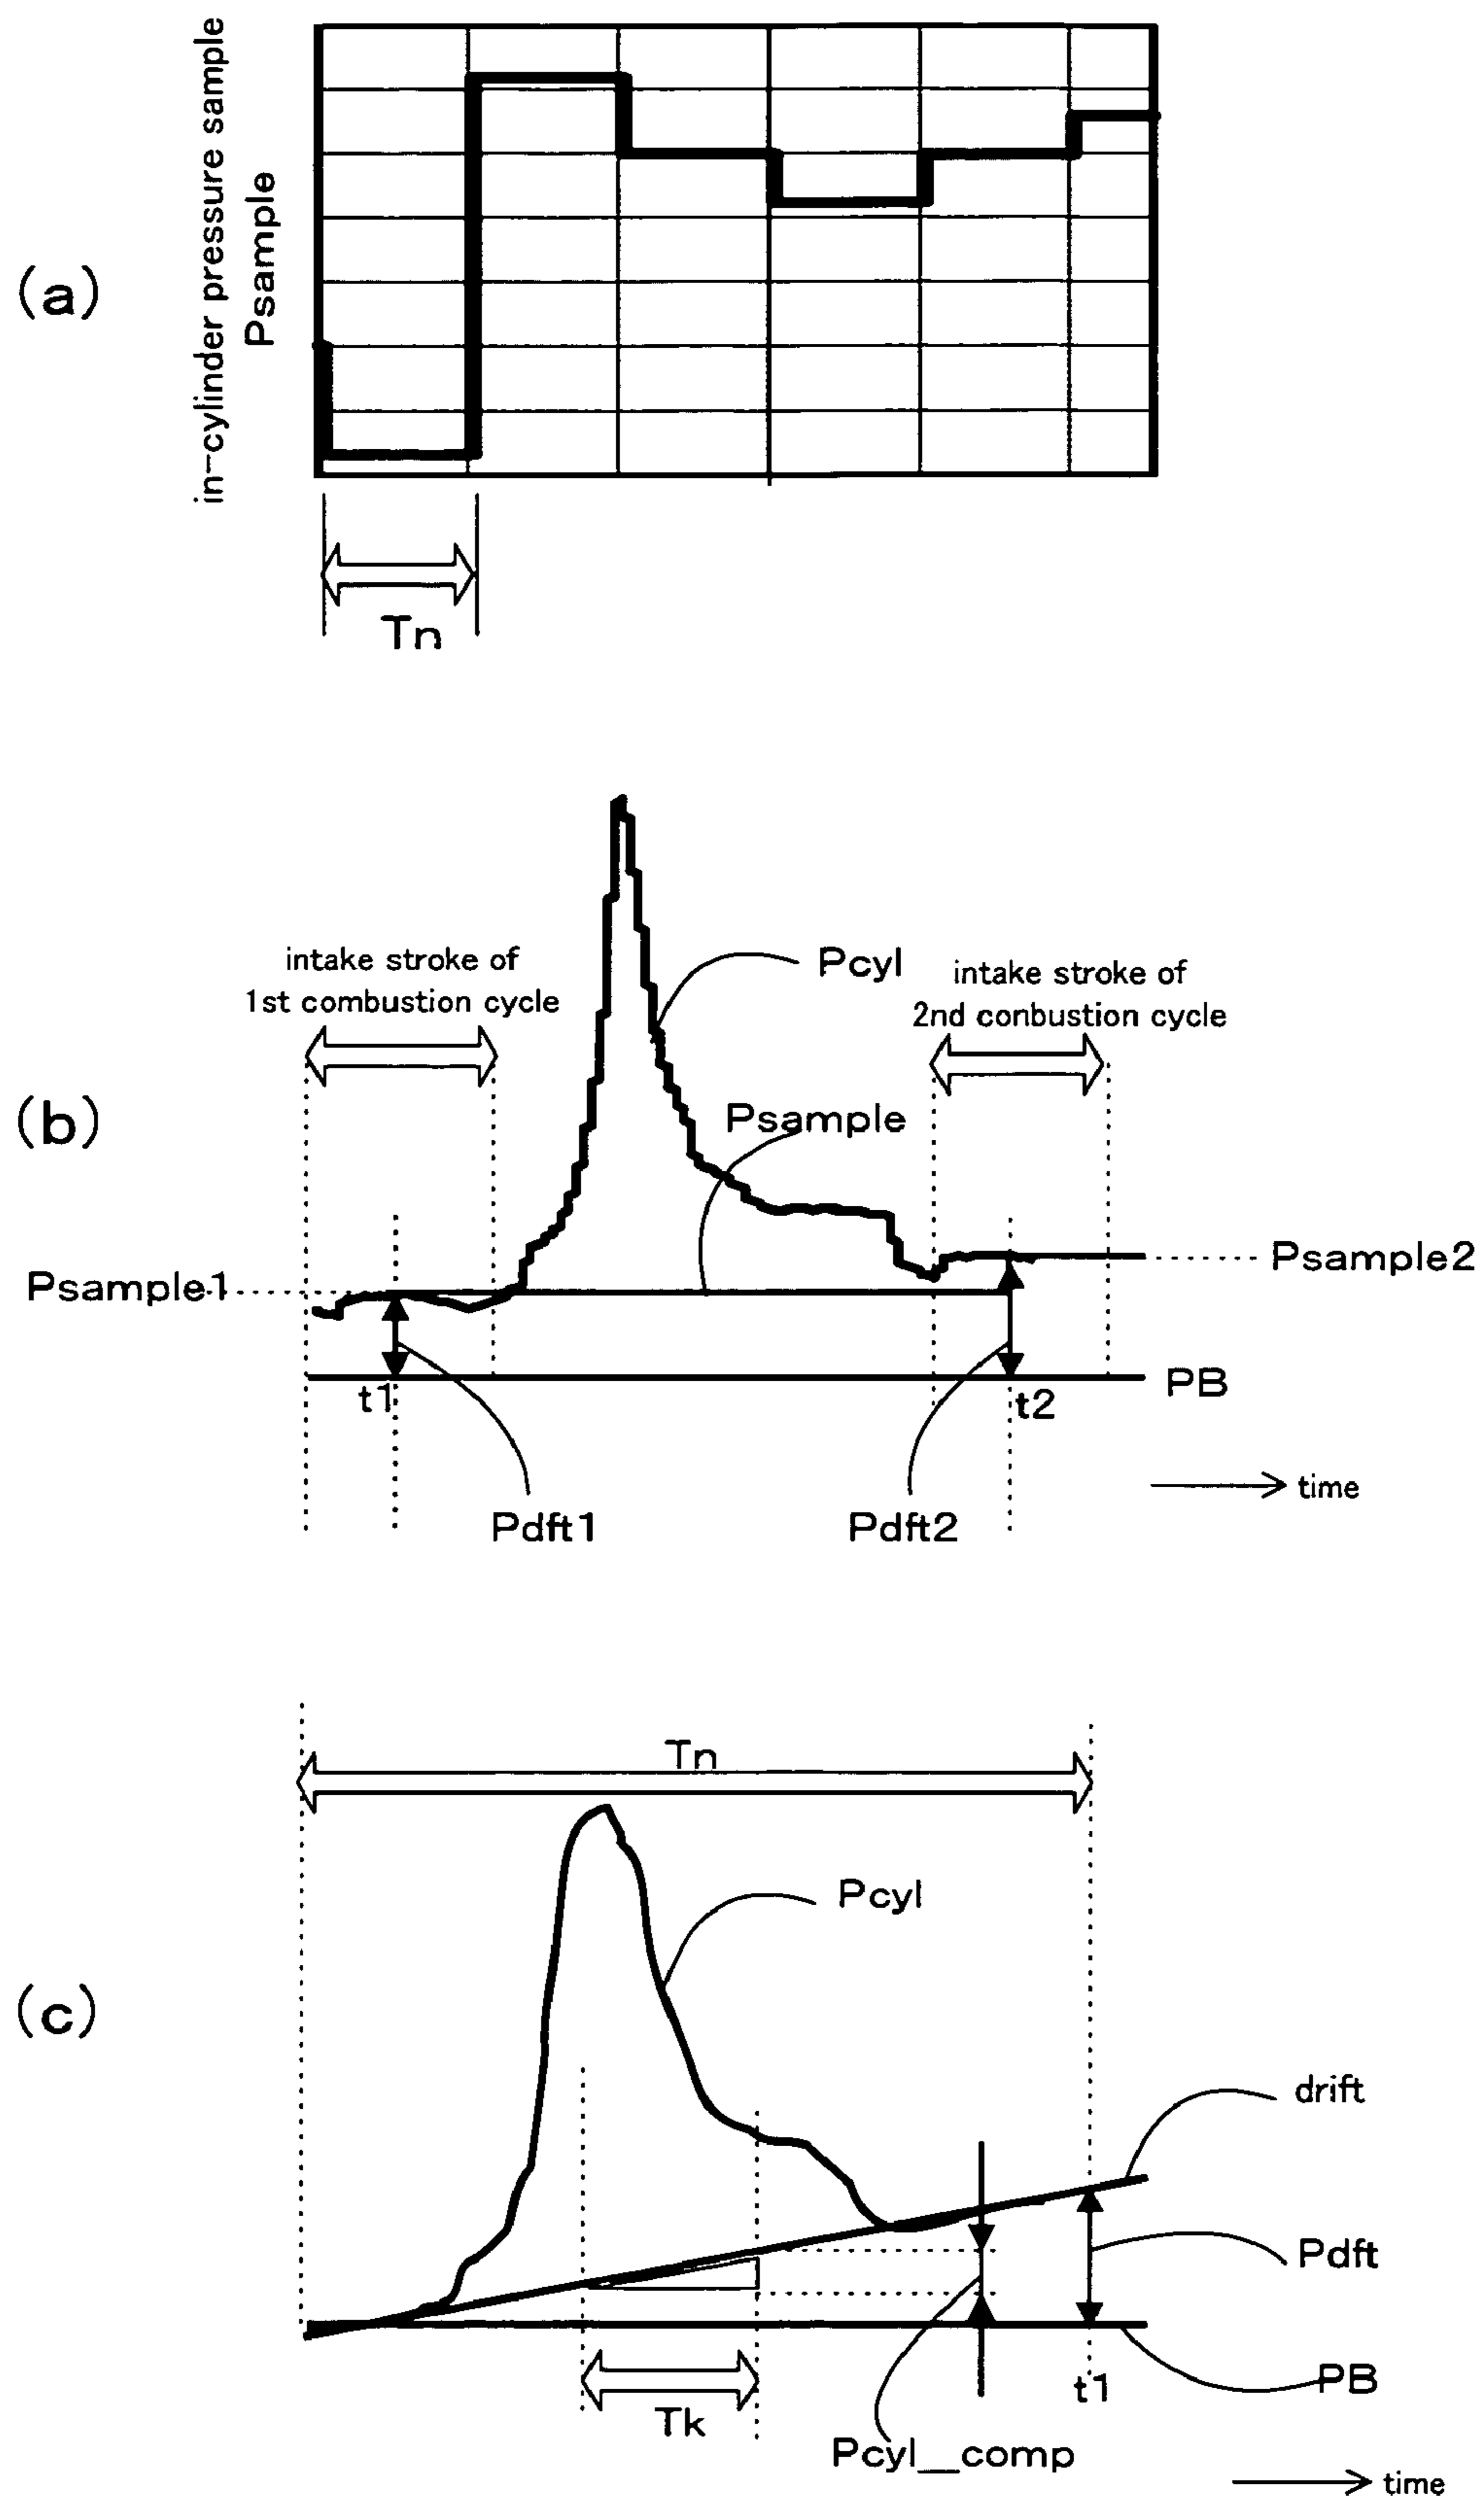 (a)
in-cylinder pressure sample
Psample
Tn
(b)
intake stroke of
1st combustion cycle
Pcyl
intake stroke of
2nd conbustion cycle
Psample
Psample1
Psample2
PB
t1
t2
time
Pdft1
Pdft2
(c)
Tn
Pcyl
drift
Pdft
t1
PB
Tk
Pcyl__comp
time